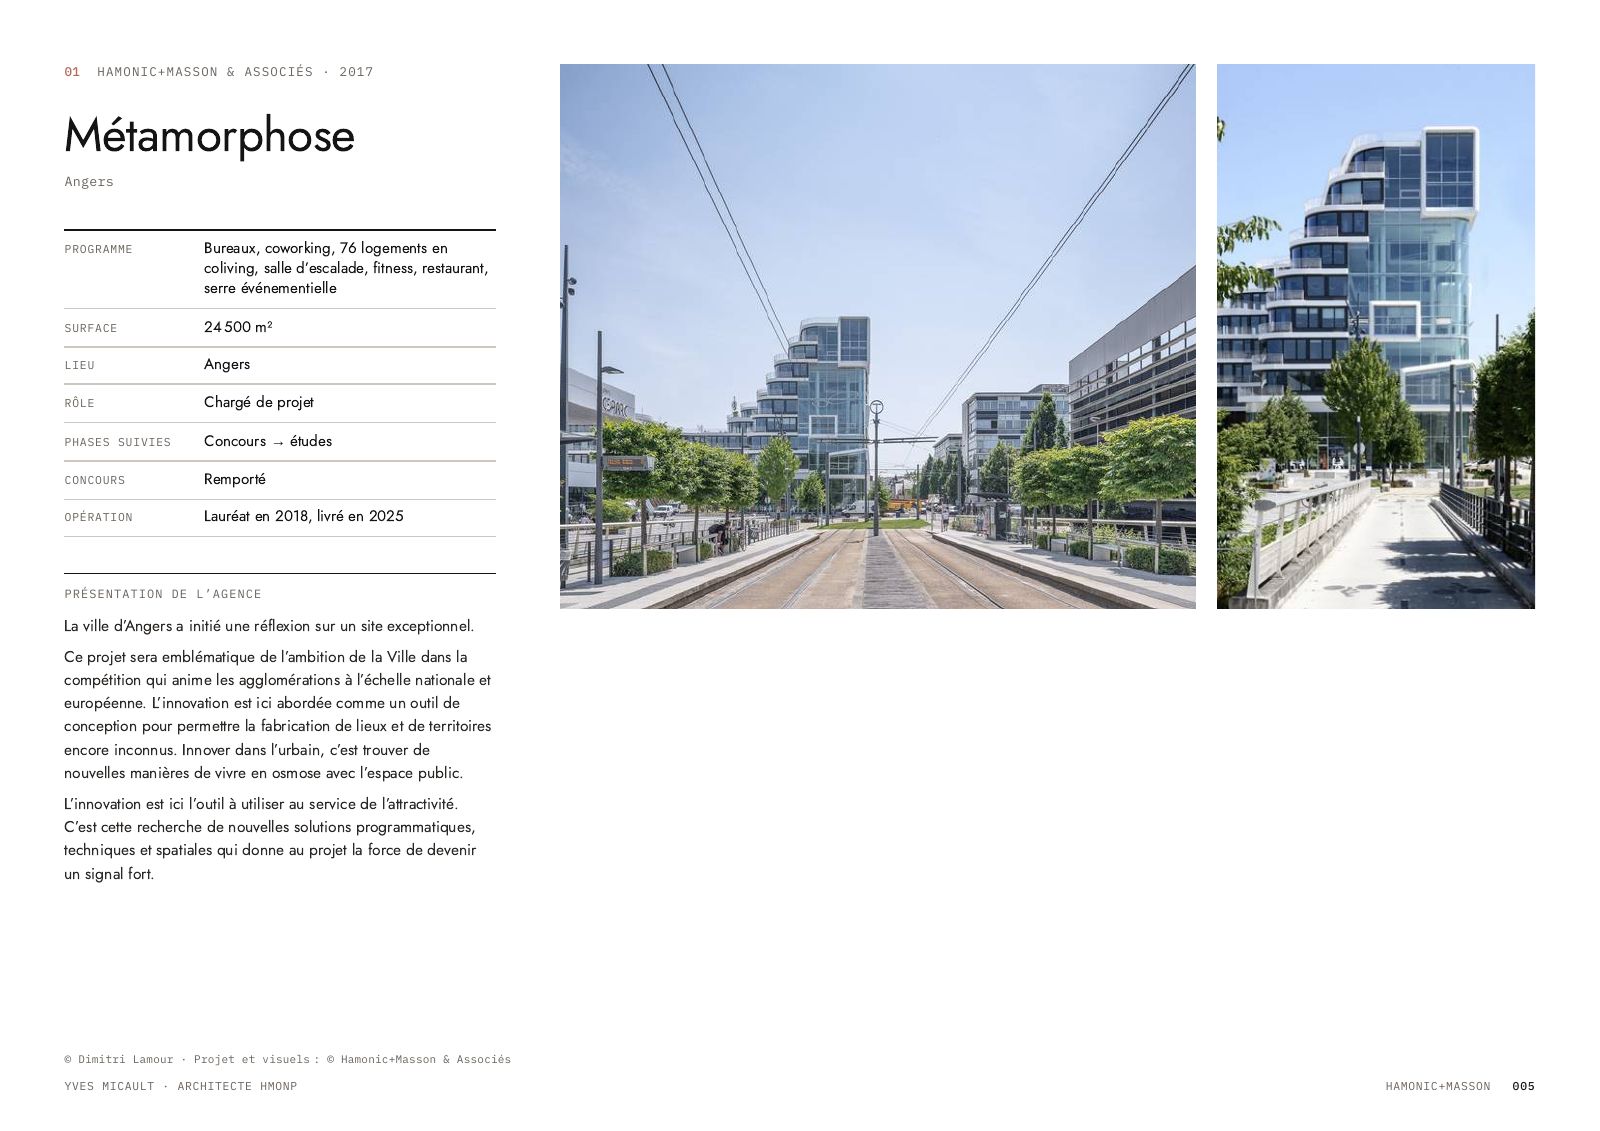 01 HAMONIC+MASSON & ASSOCIÉS · 2017
Métamorphose
Angers
PROGRAMME Bureaux, coworking, 76 logements en
coliving, salle d’escalade, fitness, restaurant,
serre événementielle
SURFACE 24 500 m²
LIEU Angers
RÔLE Chargé de projet
PHASES SUIVIES Concours → études
CONCOURS Remporté
OPÉRATION Lauréat en 2018, livré en 2025
PRÉSENTATION DE L’AGENCE
La ville d’Angers a initié une réflexion sur un site exceptionnel.
Ce projet sera emblématique de l’ambition de la Ville dans la
compétition qui anime les agglomérations à l’échelle nationale et
européenne. L’innovation est ici abordée comme un outil de
conception pour permettre la fabrication de lieux et de territoires
encore inconnus. Innover dans l’urbain, c’est trouver de
nouvelles manières de vivre en osmose avec l’espace public.
L’innovation est ici l’outil à utiliser au service de l’attractivité.
C’est cette recherche de nouvelles solutions programmatiques,
techniques et spatiales qui donne au projet la force de devenir
un signal fort.
© Dimitri Lamour · Projet et visuels : © Hamonic+Masson & Associés
YVES MICAULT · ARCHITECTE HMONP
HAMONIC+MASSON 005